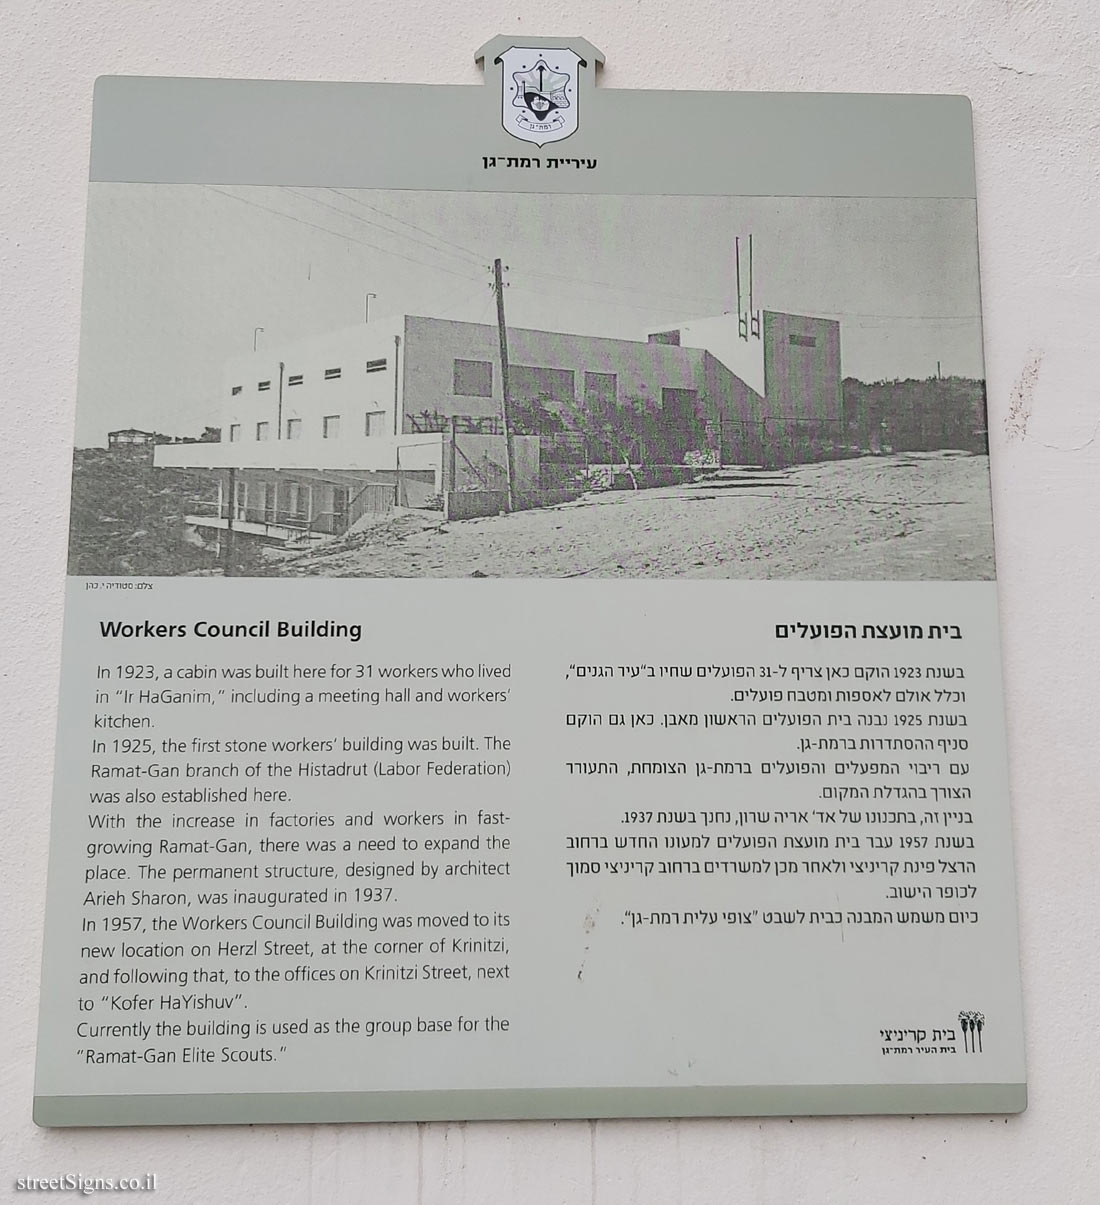 רמת-גן
עיריית רמת-גן
צלם: סטודיה י. כהן
Workers Council Building
In 1923, a cabin was built here for 31 workers who lived
in “Ir HaGanim,” including a meeting hall and workers’
kitchen.
In 1925, the first stone workers’ building was built. The
Ramat-Gan branch of the Histadrut (Labor Federation)
was also established here.
With the increase in factories and workers in fast-
growing Ramat-Gan, there was a need to expand the
place. The permanent structure, designed by architect
Arieh Sharon, was inaugurated in 1937.
In 1957, the Workers Council Building was moved to its
new location on Herzl Street, at the corner of Krinitzi,
and following that, to the offices on Krinitzi Street, next
to “Kofer HaYishuv”.
Currently the building is used as the group base for the
“Ramat-Gan Elite Scouts.”
בית מועצת הפועלים
בשנת 1923 הוקם כאן צריף ל-31 הפועלים שחיו ב“עיר הגנים”,
וכלל אולם לאספות ומטבח פועלים.
בשנת 1925 נבנה בית הפועלים הראשון מאבן. כאן גם הוקם
סניף ההסתדרות ברמת-גן.
עם ריבוי המפעלים והפועלים ברמת-גן הצומחת, התעורר
הצורך בהגדלת המקום.
בניין זה, בתכנונו של אד' אריה שרון, נחנך בשנת 1937.
בשנת 1957 עבר בית מועצת הפועלים למעונו החדש ברחוב
הרצל פינת קריניצי ולאחר מכן למשרדים ברחוב קריניצי סמוך
לכופר הישוב.
כיום משמש המבנה כבית לשבט “צופי עלית רמת-גן”.
בית קריניצי
בית העיר רמת-גן
streetSigns.co.il